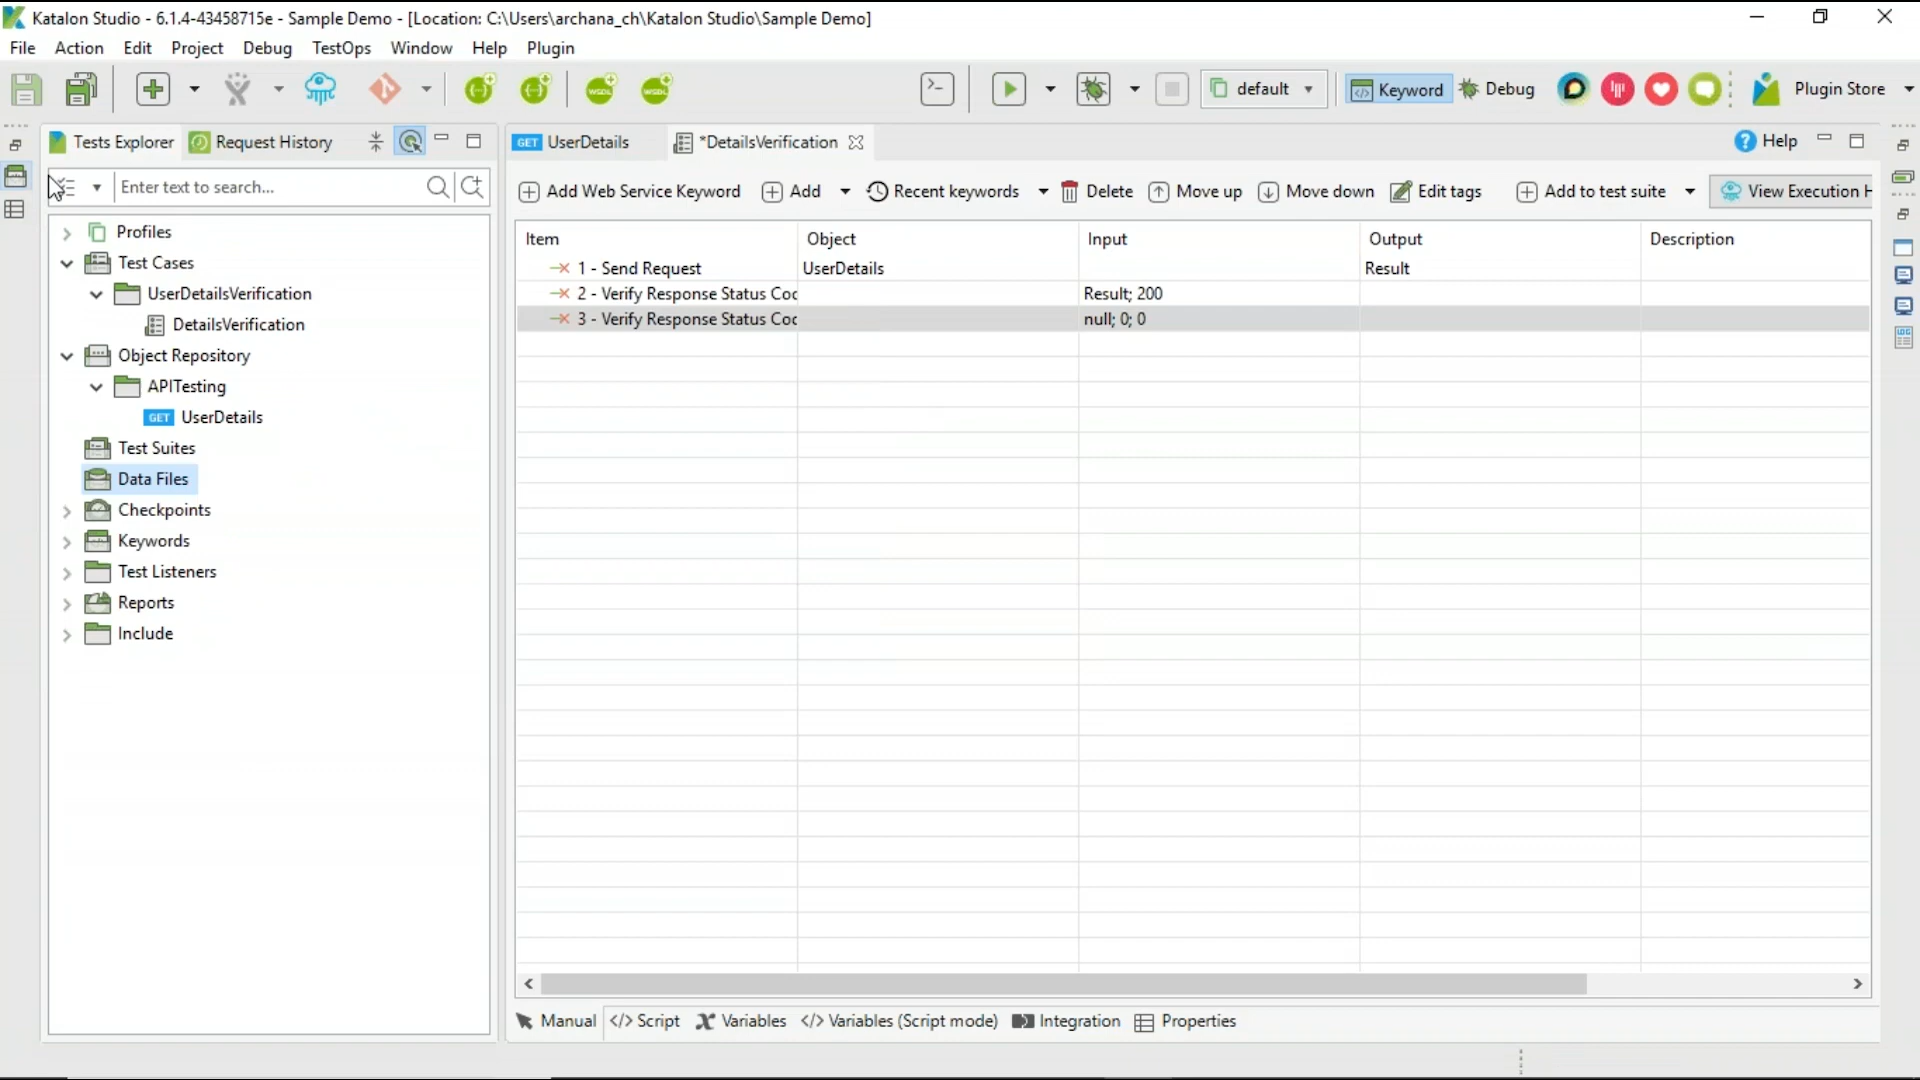 Katalon Studio - 6.1.4-43458715e - Sample Demo - [Location: C:\Users\archana_ch\Katalon Studio\Sample Demo]
File Action Edit Project Debug TestOps Window Help Plugin
default Keyword Debug Plugin Store
Tests Explorer Request History
GET UserDetails *DetailsVerification Help
Enter text to search...
Add Web Service Keyword Add Recent keywords Delete Move up Move down Edit tags Add to test suite View Execution H
Profiles
Test Cases
UserDetailsVerification
DetailsVerification
Object Repository
APITesting
GET UserDetails
Test Suites
Data Files
Checkpoints
Keywords
Test Listeners
Reports
Include
Item Object Input Output Description
1 - Send Request UserDetails Result
2 - Verify Response Status Coc Result; 200
3 - Verify Response Status Coc null; 0; 0
Manual </> Script Variables </> Variables (Script mode) Integration Properties